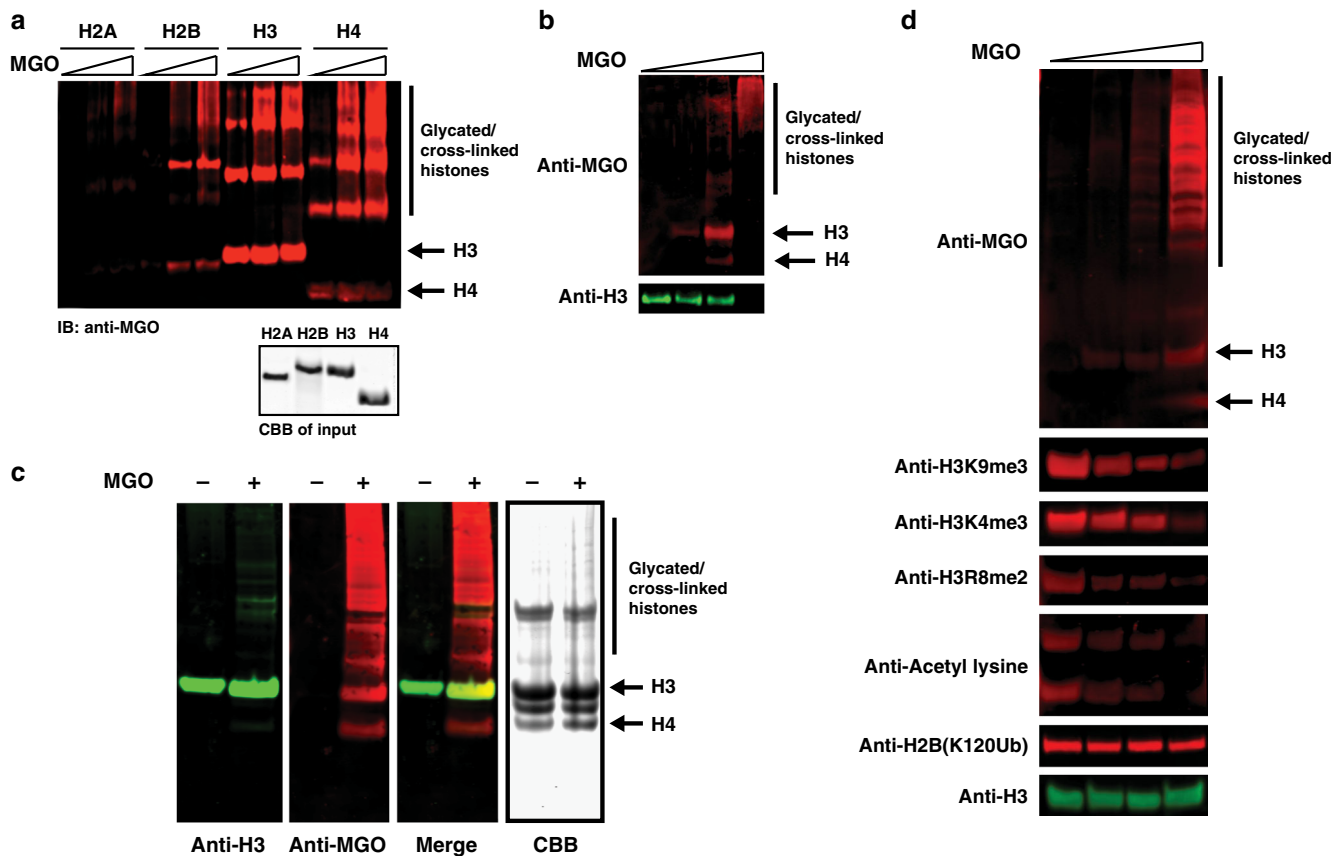 a
H2A H2B H3 H4
MGO
Glycated/
cross-linked
histones
H3
H4
IB: anti-MGO
H2A H2B H3 H4
CBB of input
b
MGO
Anti-MGO
Glycated/
cross-linked
histones
H3
H4
Anti-H3
c
MGO – + – + – + – +
Glycated/
cross-linked
histones
H3
H4
Anti-H3 Anti-MGO Merge CBB
d
MGO
Anti-MGO
Glycated/
cross-linked
histones
H3
H4
Anti-H3K9me3
Anti-H3K4me3
Anti-H3R8me2
Anti-Acetyl lysine
Anti-H2B(K120Ub)
Anti-H3